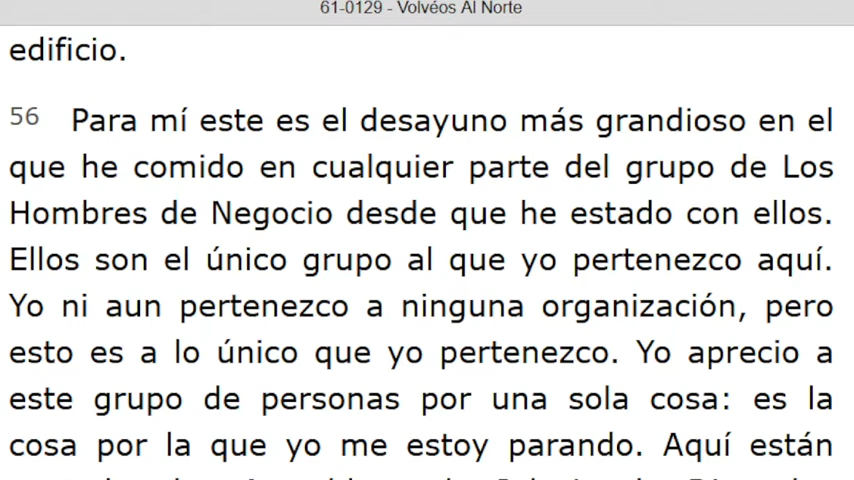 61-0129 - Volvéos Al Norte
edificio.
56 Para mí este es el desayuno más grandioso en el
que he comido en cualquier parte del grupo de Los
Hombres de Negocio desde que he estado con ellos.
Ellos son el único grupo al que yo pertenezco aquí.
Yo ni aun pertenezco a ninguna organización, pero
esto es a lo único que yo pertenezco. Yo aprecio a
este grupo de personas por una sola cosa: es la
cosa por la que yo me estoy parando. Aquí están